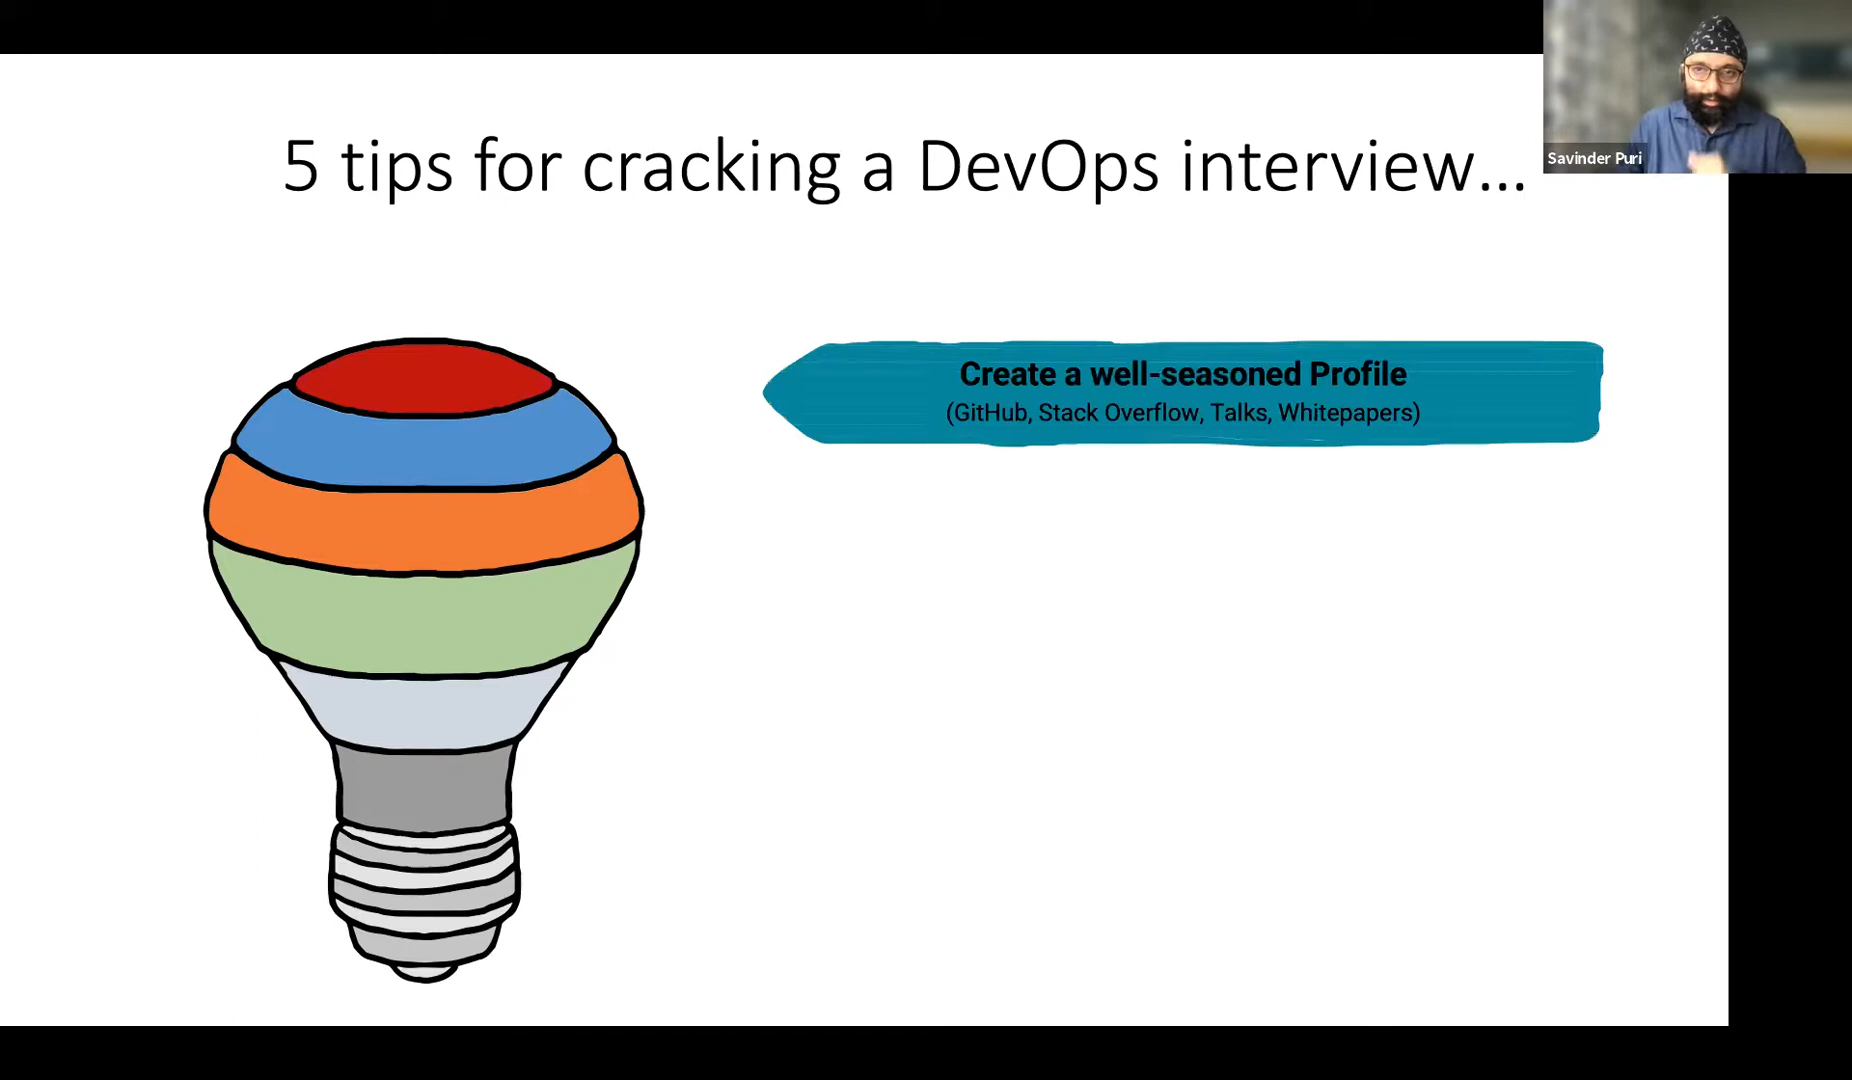 5 tips for cracking a DevOps interview...
Savinder Puri
Create a well-seasoned Profile
(GitHub, Stack Overflow, Talks, Whitepapers)